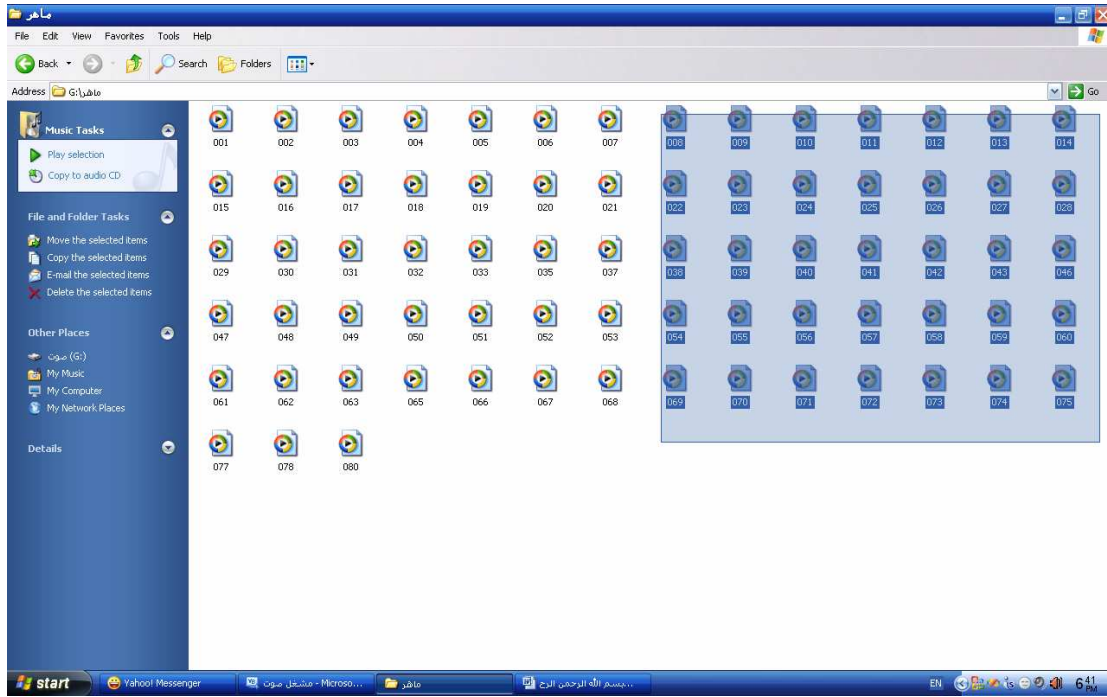 ماهر
File Edit View Favorites Tools Help
Back Search Folders
Address G:\ماهر Go
Music Tasks
Play selection
Copy to audio CD
File and Folder Tasks
Move the selected items
Copy the selected items
E-mail the selected items
Delete the selected items
Other Places
صوت (G:)
My Music
My Computer
My Network Places
Details
001 002 003 004 005 006 007 008 009 010 011 012 013 014
015 016 017 018 019 020 021 022 023 024 025 026 027 028
029 030 031 032 033 035 037 038 039 040 041 042 043 046
047 048 049 050 051 052 053 054 055 056 057 058 059 060
061 062 063 065 066 067 068 069 070 071 072 073 074 075
077 078 080
start Yahoo! Messenger مشغل صوت - Microso... ماهر بسم الله الرحمن الرح... EN 6:41 PM